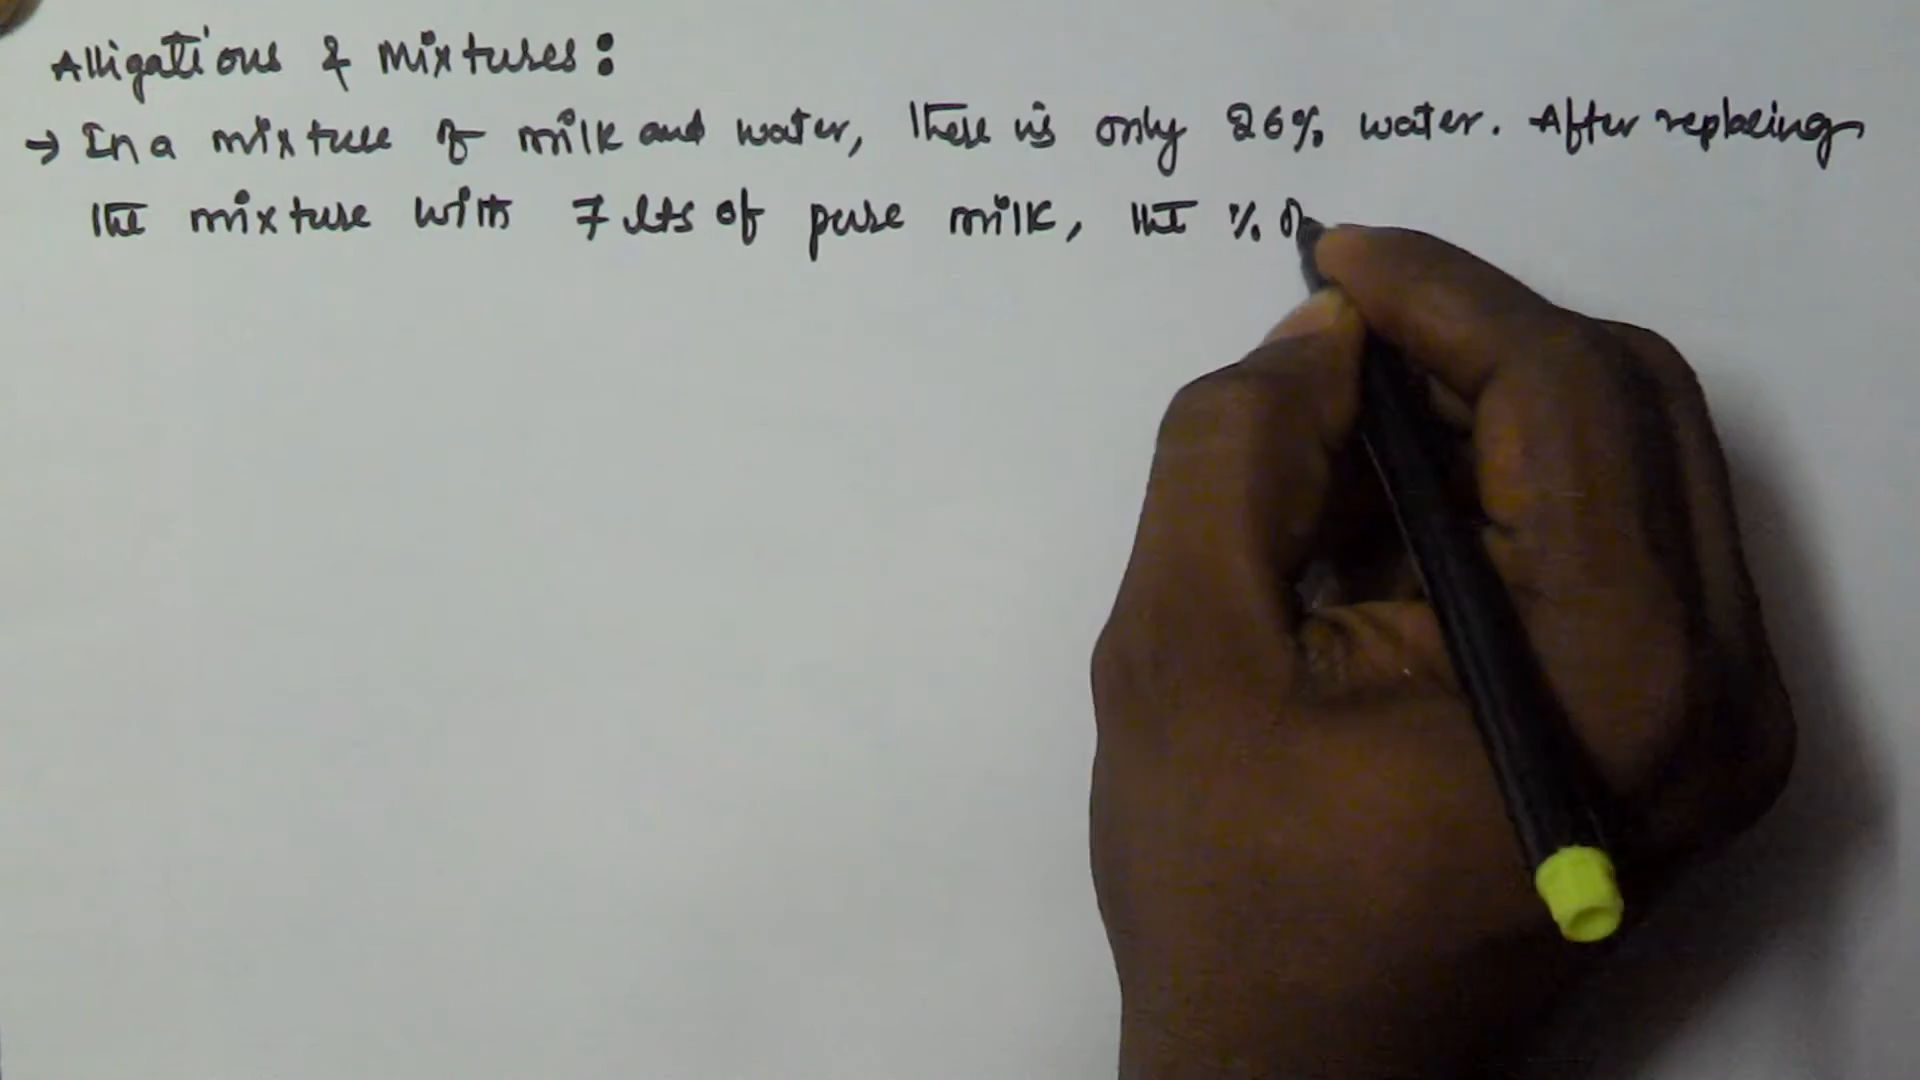 Alligations & Mixtures:
→ In a mixture of milk and water, there is only 26% water. After replacing
the mixture with 7 lts of pure milk, the % o